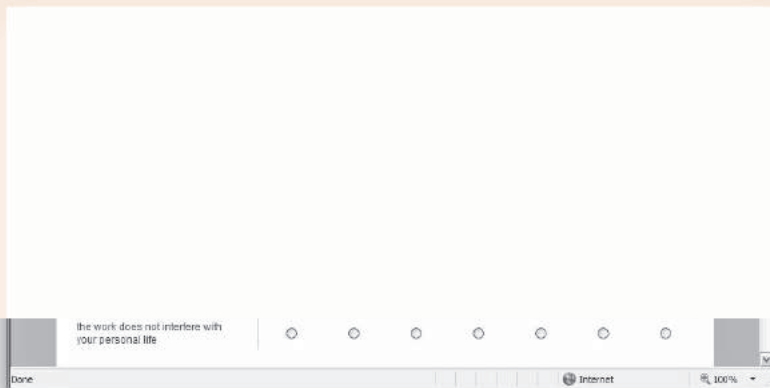 the work does not interfere with
your personal life
Done
Internet
100%